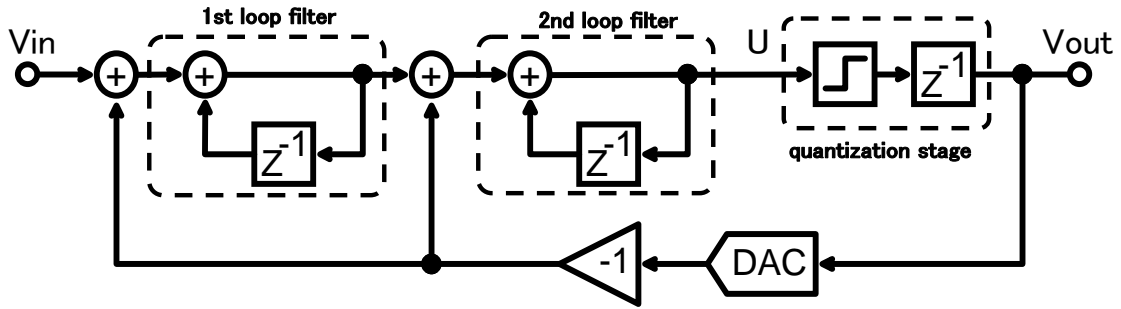 1st loop filter
2nd loop filter
Vin
U
Vout
+
+
+
+
Z-1
Z-1
Z-1
quantization stage
-1
DAC